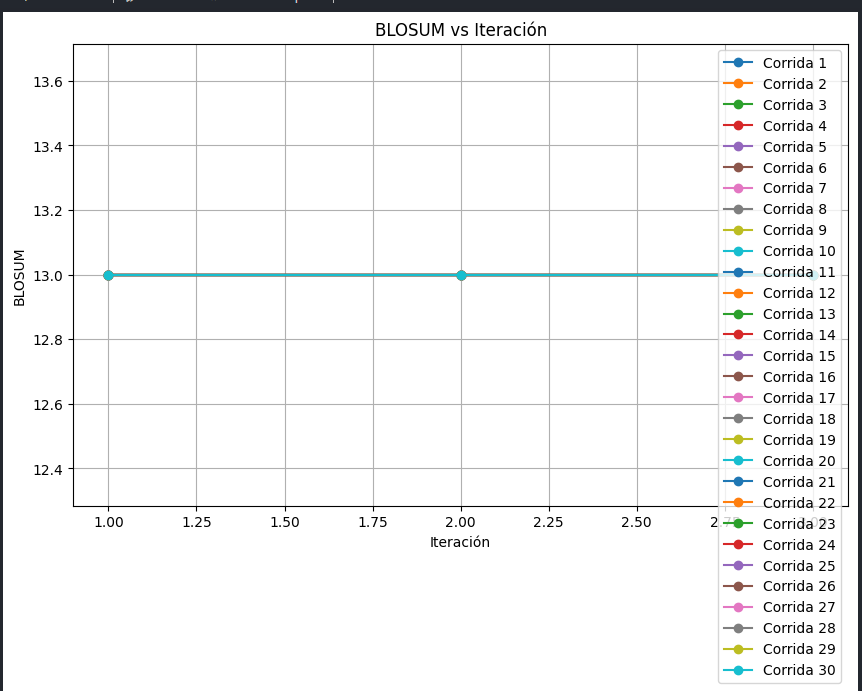 BLOSUM vs Iteración
13.6
13.4
13.2
13.0
12.8
12.6
12.4
BLOSUM
1.00 1.25 1.50 1.75 2.00 2.25 2.50
Iteración
Corrida 1
Corrida 2
Corrida 3
Corrida 4
Corrida 5
Corrida 6
Corrida 7
Corrida 8
Corrida 9
Corrida 10
Corrida 11
Corrida 12
Corrida 13
Corrida 14
Corrida 15
Corrida 16
Corrida 17
Corrida 18
Corrida 19
Corrida 20
Corrida 21
Corrida 22
Corrida 23
Corrida 24
Corrida 25
Corrida 26
Corrida 27
Corrida 28
Corrida 29
Corrida 30